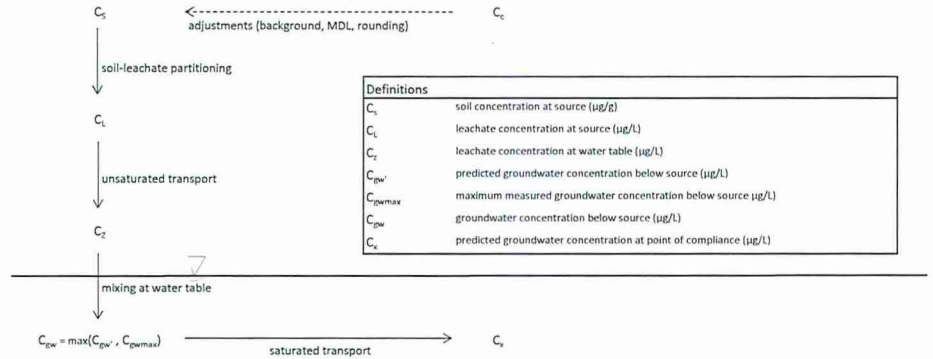 Cs
Cc
adjustments (background, MDL, rounding)
soil-leachate partitioning
CL
unsaturated transport
Cz
Definitions
Cs soil concentration at source (µg/g)
CL leachate concentration at source (µg/L)
Cz leachate concentration at water table (µg/L)
Cgw' predicted groundwater concentration below source (µg/L)
Cgwmax maximum measured groundwater concentration below source µg/L)
Cgw groundwater concentration below source (µg/L)
Cx predicted groundwater concentration at point of compliance (µg/L)
mixing at water table
Cgw = max(Cgw' , Cgwmax)
saturated transport
Cx